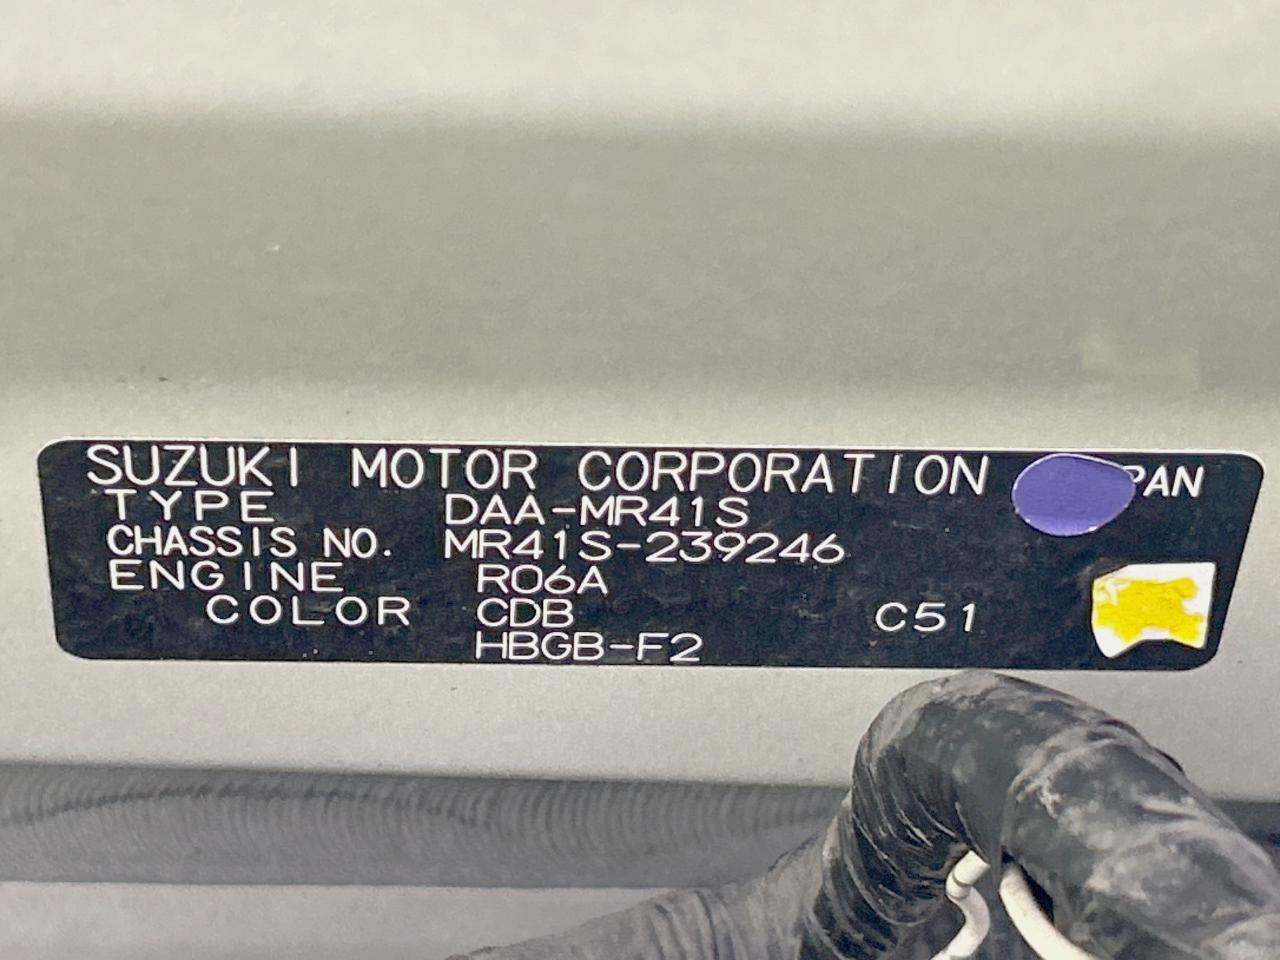 SUZUKI MOTOR CORPORATION PAN
TYPE DAA-MR41S
CHASSIS NO. MR41S-239246
ENGINE R06A
COLOR CDB C51
HBGB-F2